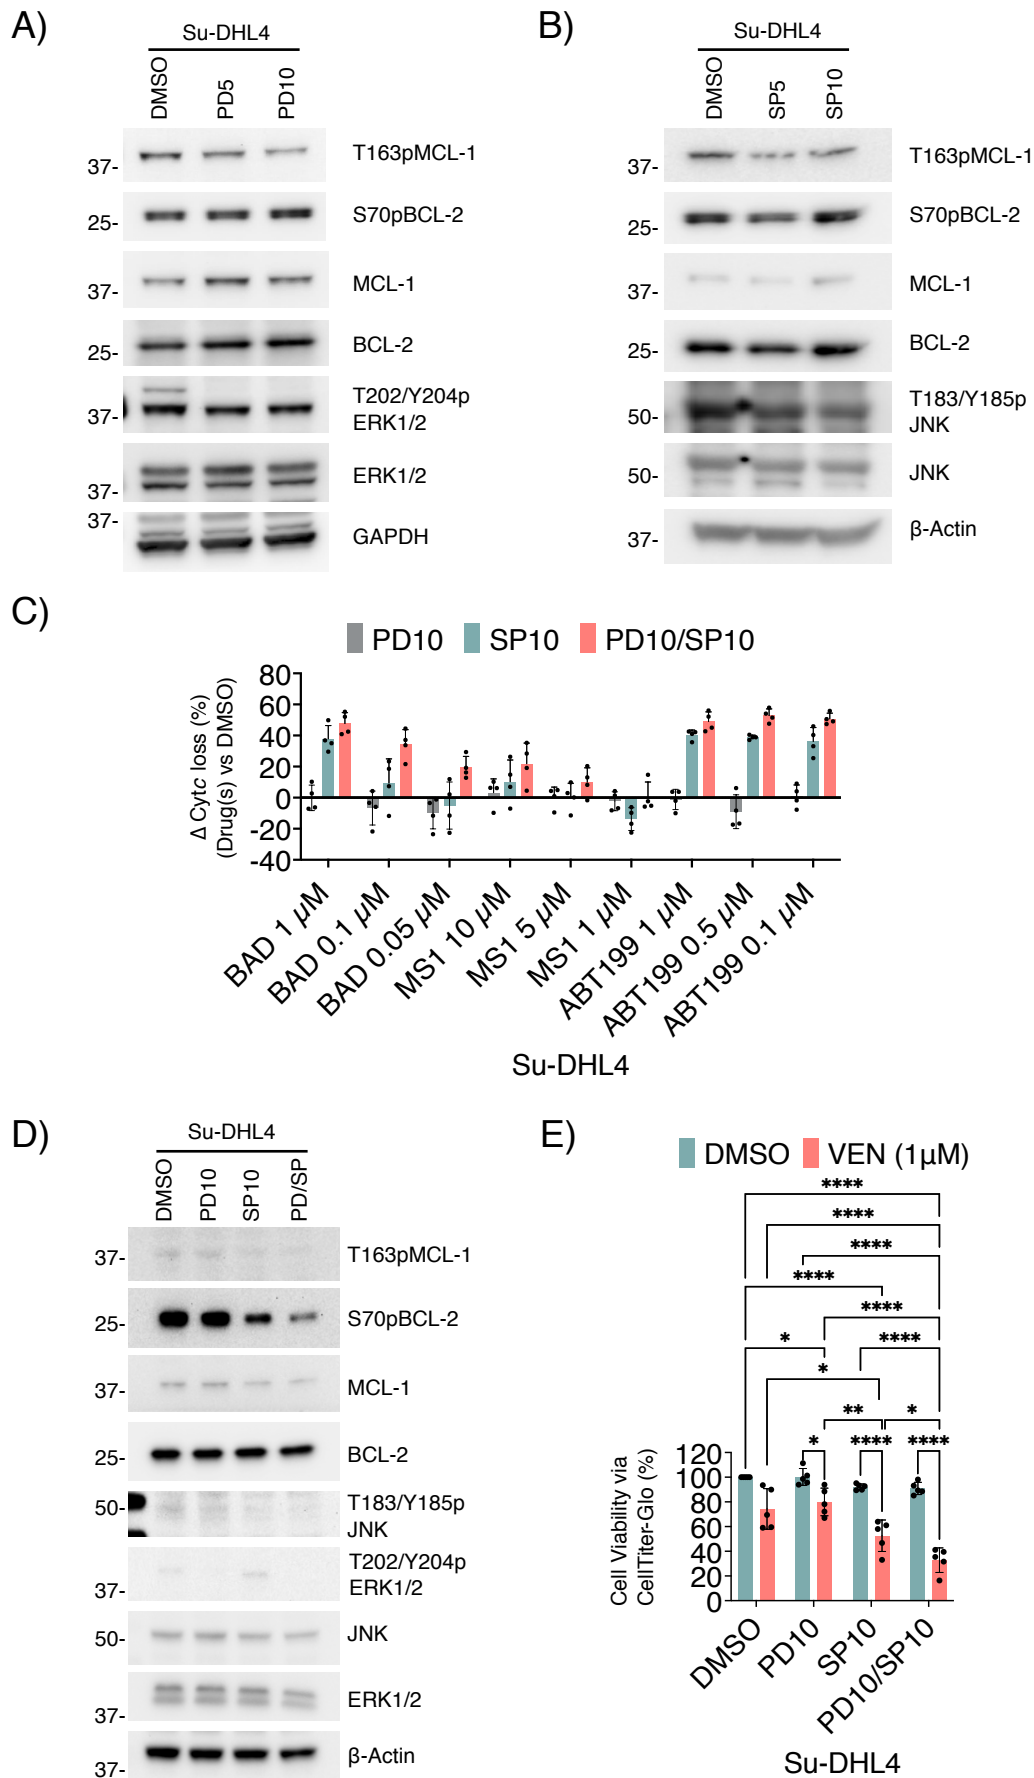 A)
Su-DHL4
DMSO
PD5
PD10
37-
T163pMCL-1
25-
S70pBCL-2
37-
MCL-1
25-
BCL-2
37-
T202/Y204p
ERK1/2
37-
ERK1/2
37-
GAPDH
B)
Su-DHL4
DMSO
SP5
SP10
37-
T163pMCL-1
25-
S70pBCL-2
37-
MCL-1
25-
BCL-2
50-
T183/Y185p
JNK
50-
JNK
37-
β-Actin
C)
PD10 SP10 PD10/SP10
Δ Cytc loss (%)
(Drug(s) vs DMSO)
80
60
40
20
0
-20
-40
BAD 1 µM
BAD 0.1 µM
BAD 0.05 µM
MS1 10 µM
MS1 5 µM
MS1 1 µM
ABT199 1 µM
ABT199 0.5 µM
ABT199 0.1 µM
Su-DHL4
D)
Su-DHL4
DMSO
PD10
SP10
PD/SP
37-
T163pMCL-1
25-
S70pBCL-2
37-
MCL-1
25-
BCL-2
50-
T183/Y185p
JNK
37-
T202/Y204p
ERK1/2
50-
JNK
37-
ERK1/2
37-
β-Actin
E)
DMSO VEN (1µM)
****
****
****
****
****
* ****
*
** *
* **** ****
Cell Viability via
CellTiter-Glo (%)
120
100
80
60
40
20
0
DMSO
PD10
SP10
PD10/SP10
Su-DHL4